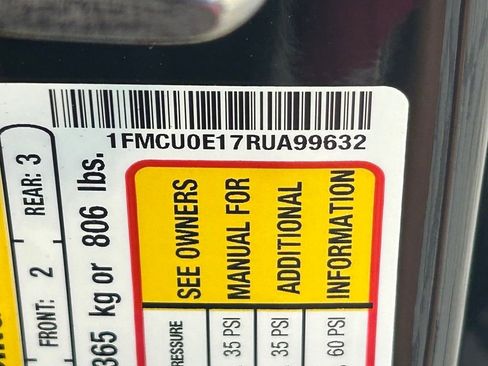 1FMCU0E17RUA99632
REAR: 3
FRONT: 2
365 kg or 806 lbs.
SEE OWNERS
MANUAL FOR
ADDITIONAL
INFORMATION
PRESSURE
35 PSI
35 PSI
60 PSI